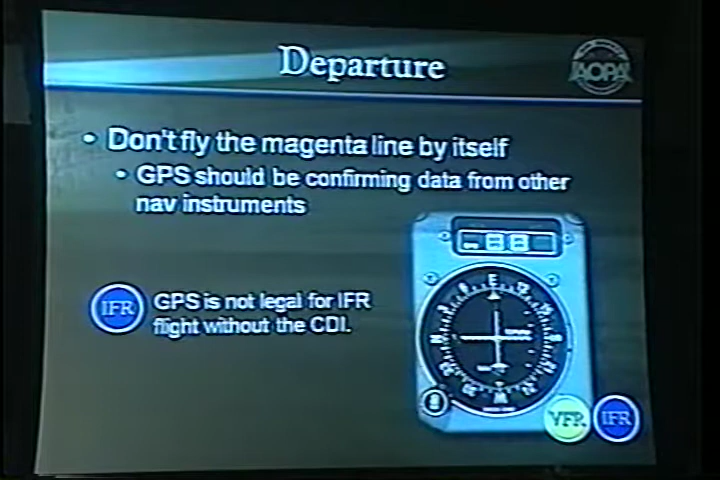 Departure
AOPA
• Don't fly the magenta line by itself
• GPS should be confirming data from other
nav instruments
IFR
GPS is not legal for IFR
flight without the CDI.
VFR
IFR